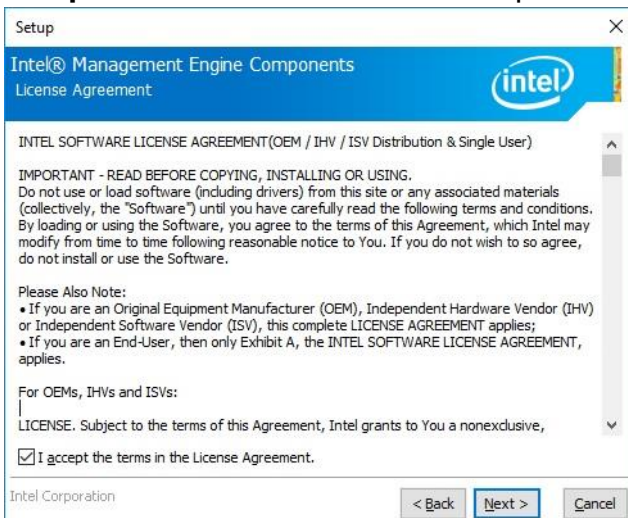 Setup
Intel® Management Engine Components
License Agreement
intel
INTEL SOFTWARE LICENSE AGREEMENT(OEM / IHV / ISV Distribution & Single User)
IMPORTANT - READ BEFORE COPYING, INSTALLING OR USING.
Do not use or load software (including drivers) from this site or any associated materials
(collectively, the "Software") until you have carefully read the following terms and conditions.
By loading or using the Software, you agree to the terms of this Agreement, which Intel may
modify from time to time following reasonable notice to You. If you do not wish to so agree,
do not install or use the Software.
Please Also Note:
• If you are an Original Equipment Manufacturer (OEM), Independent Hardware Vendor (IHV)
or Independent Software Vendor (ISV), this complete LICENSE AGREEMENT applies;
• If you are an End-User, then only Exhibit A, the INTEL SOFTWARE LICENSE AGREEMENT,
applies.
For OEMs, IHVs and ISVs:
LICENSE. Subject to the terms of this Agreement, Intel grants to You a nonexclusive,
I accept the terms in the License Agreement.
Intel Corporation
< Back Next > Cancel